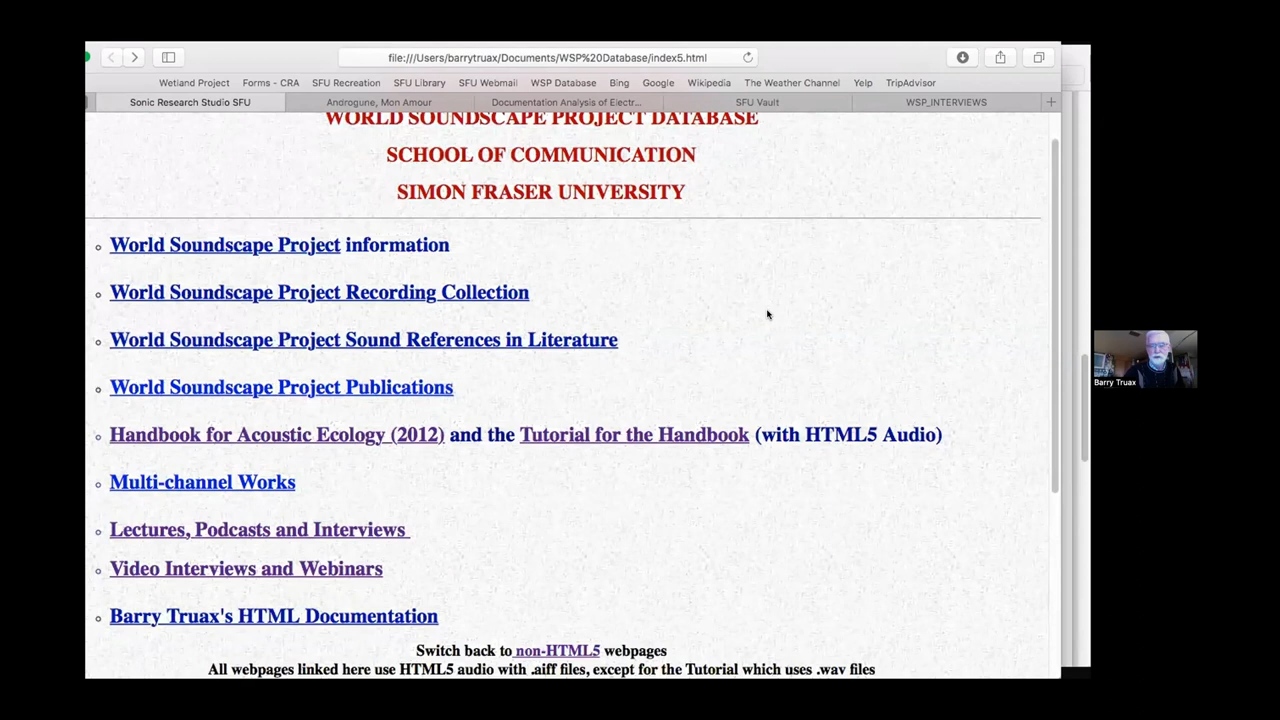 file:///Users/barrytruax/Documents/WSP%20Database/index5.html
Wetland Project Forms - CRA SFU Recreation SFU Library SFU Webmail WSP Database Bing Google Wikipedia The Weather Channel Yelp TripAdvisor
Sonic Research Studio SFU Androgune, Mon Amour Documentation Analysis of Electr... SFU Vault WSP_INTERVIEWS
WORLD SOUNDSCAPE PROJECT DATABASE
SCHOOL OF COMMUNICATION
SIMON FRASER UNIVERSITY
World Soundscape Project information
World Soundscape Project Recording Collection
World Soundscape Project Sound References in Literature
World Soundscape Project Publications
Handbook for Acoustic Ecology (2012) and the Tutorial for the Handbook (with HTML5 Audio)
Multi-channel Works
Lectures, Podcasts and Interviews
Video Interviews and Webinars
Barry Truax's HTML Documentation
Switch back to non-HTML5 webpages
All webpages linked here use HTML5 audio with .aiff files, except for the Tutorial which uses .wav files
Barry Truax